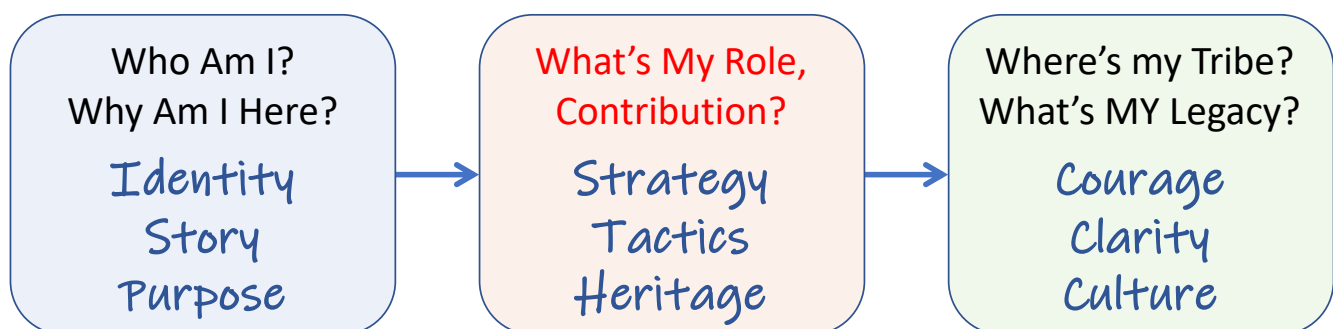 Who Am I?
Why Am I Here?
Identity
Story
Purpose
What’s My Role,
Contribution?
Strategy
Tactics
Heritage
Where’s my Tribe?
What’s MY Legacy?
Courage
Clarity
Culture